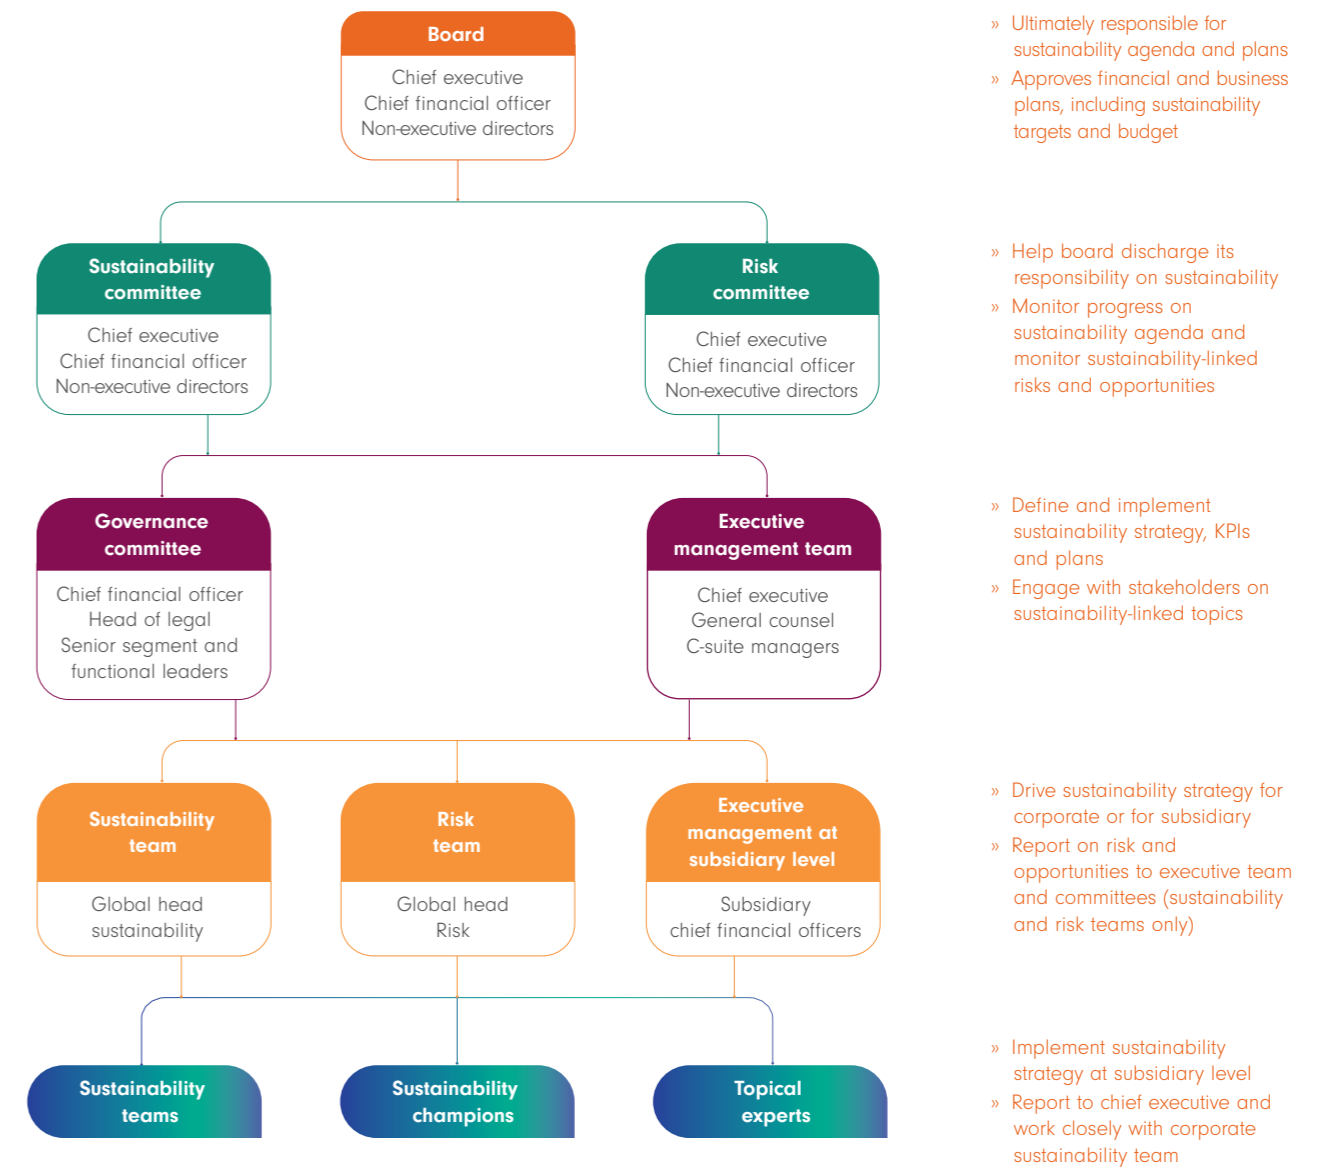 Board
Chief executive
Chief financial officer
Non-executive directors
» Ultimately responsible for
sustainability agenda and plans
» Approves financial and business
plans, including sustainability
targets and budget
Sustainability
committee
Chief executive
Chief financial officer
Non-executive directors
Risk
committee
Chief executive
Chief financial officer
Non-executive directors
» Help board discharge its
responsibility on sustainability
» Monitor progress on
sustainability agenda and
monitor sustainability-linked
risks and opportunities
Governance
committee
Chief financial officer
Head of legal
Senior segment and
functional leaders
Executive
management team
Chief executive
General counsel
C-suite managers
» Define and implement
sustainability strategy, KPIs
and plans
» Engage with stakeholders on
sustainability-linked topics
Sustainability
team
Global head
sustainability
Risk
team
Global head
Risk
Executive
management at
subsidiary level
Subsidiary
chief financial officers
» Drive sustainability strategy for
corporate or for subsidiary
» Report on risk and
opportunities to executive team
and committees (sustainability
and risk teams only)
Sustainability
teams
Sustainability
champions
Topical
experts
» Implement sustainability
strategy at subsidiary level
» Report to chief executive and
work closely with corporate
sustainability team